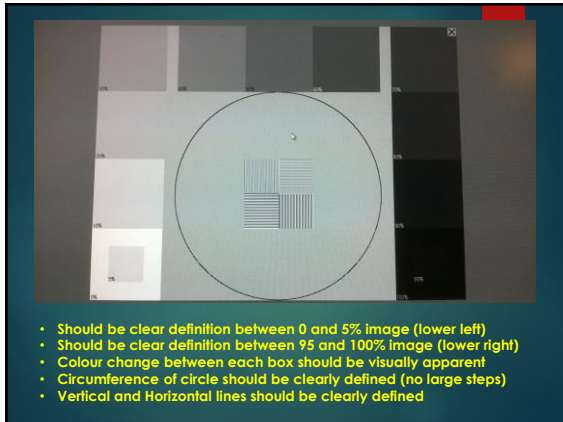 • Should be clear definition between 0 and 5% image (lower left)
• Should be clear definition between 95 and 100% image (lower right)
• Colour change between each box should be visually apparent
• Circumference of circle should be clearly defined (no large steps)
• Vertical and Horizontal lines should be clearly defined